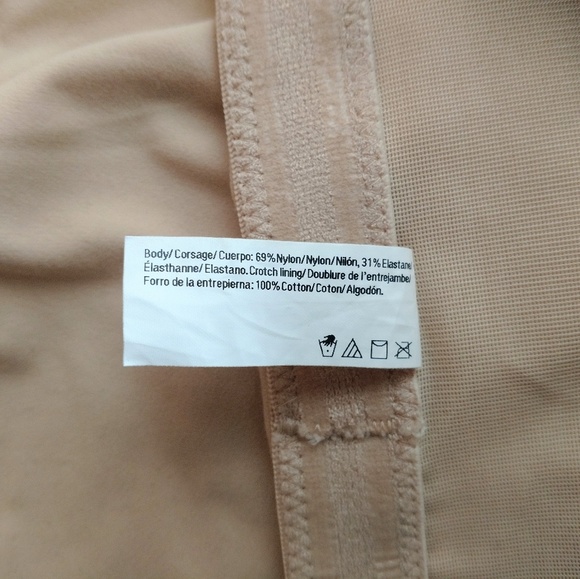 Body/ Corsage/ Cuerpo: 69% Nylon/ Nylon/ Nilón, 31% Elastane/
Élasthanne/ Elastano. Crotch lining/ Doublure de l'entrejambe/
Forro de la entrepierna: 100% Cotton/ Coton/ Algodón.